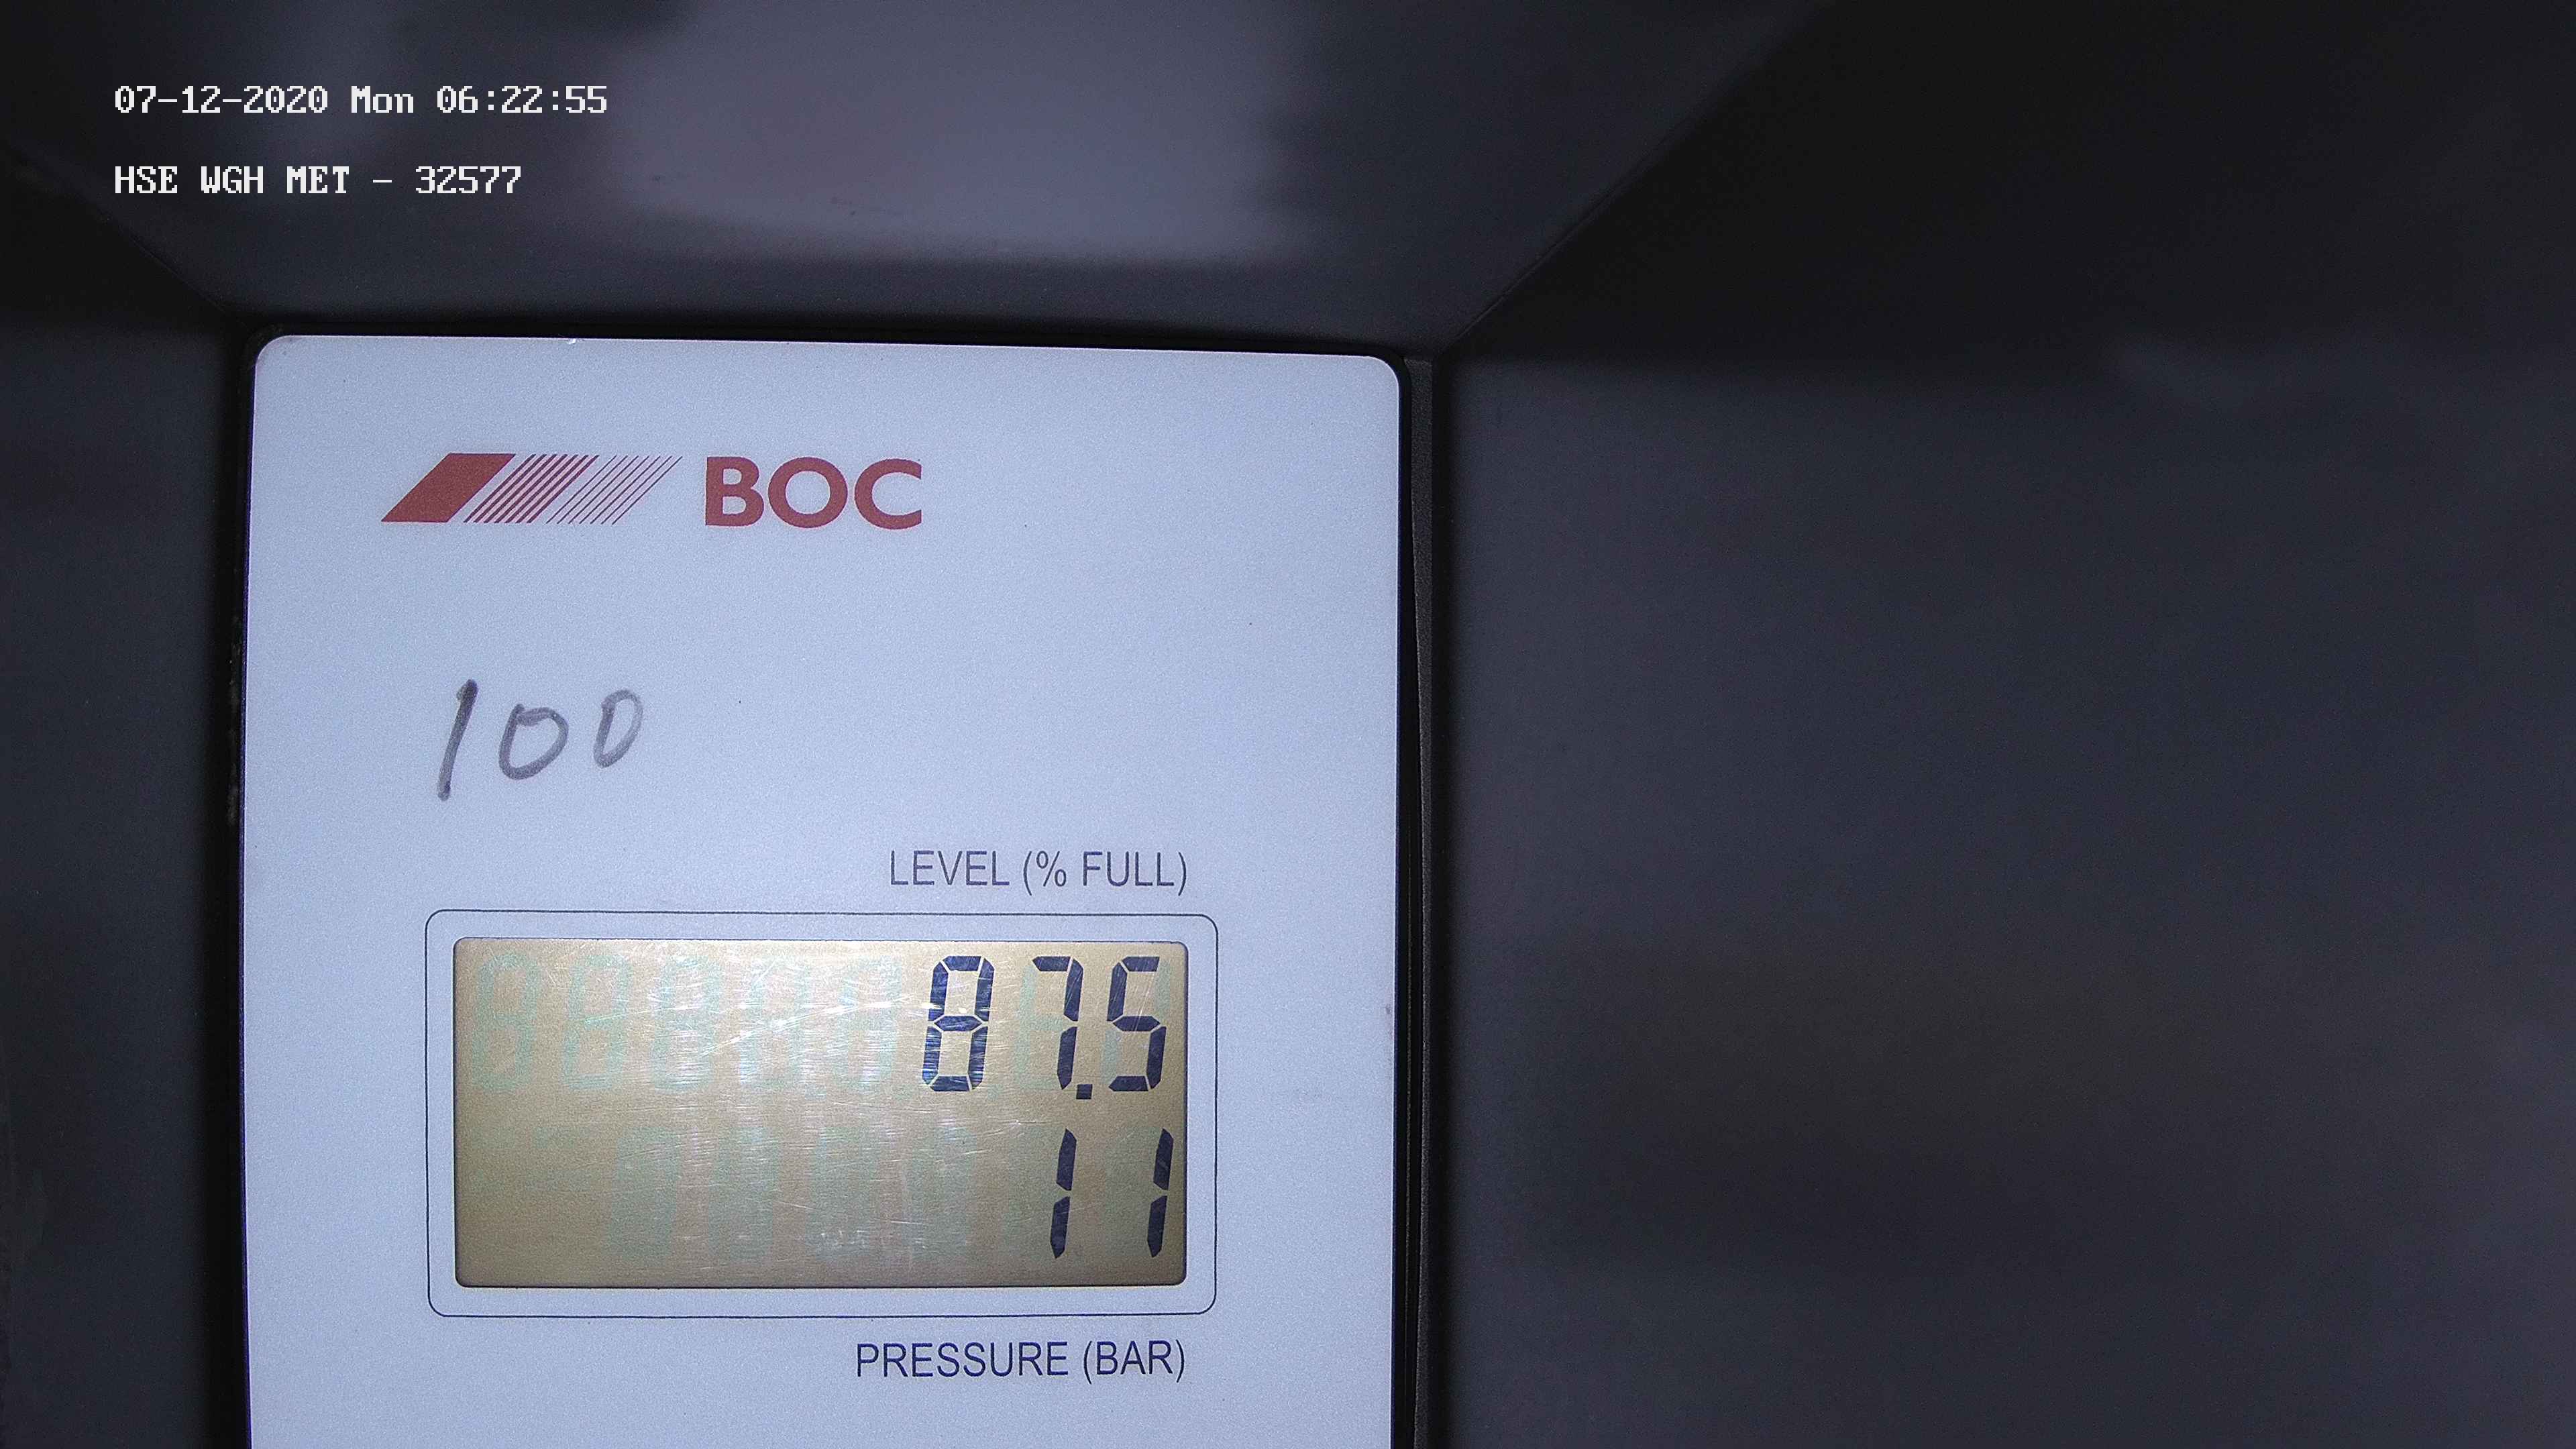 07-12-2020 Mon 06:22:55
HSE WGH MET - 32577
BOC
100
LEVEL (% FULL)
87.5
11
PRESSURE (BAR)